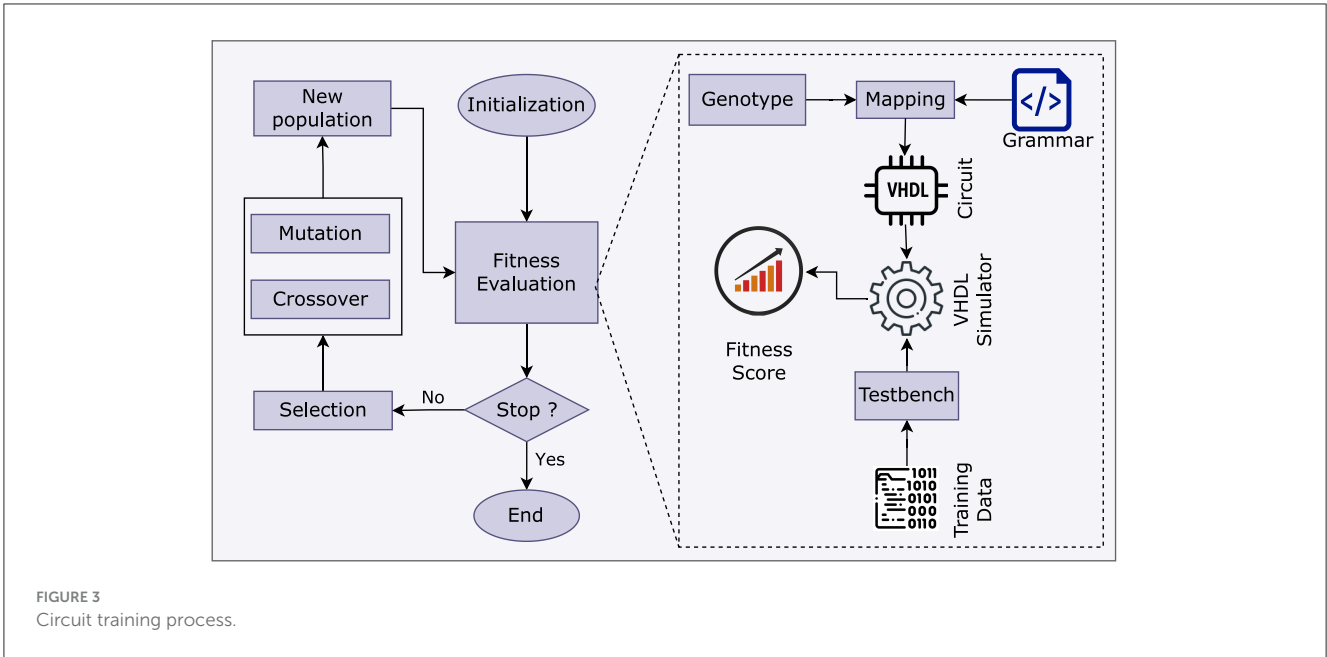 New
population
Initialization
Mutation
Crossover
Fitness
Evaluation
Selection
No
Stop ?
Yes
End
Genotype
Mapping
</>
Grammar
VHDL
Circuit
VHDL
Simulator
Fitness
Score
Testbench
1011
1010
0101
000
0110
Training
Data
FIGURE 3
Circuit training process.